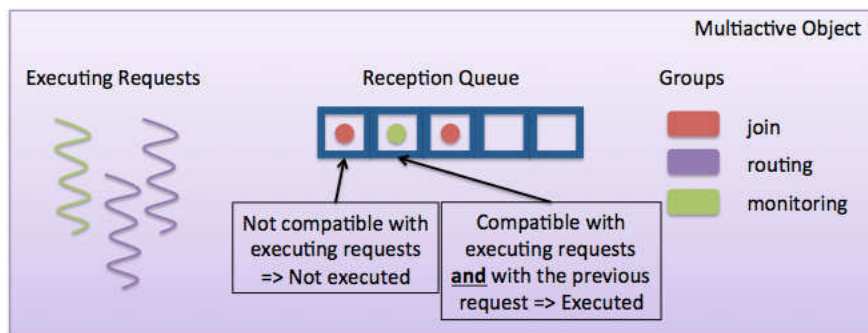 Multiactive Object
Executing Requests
Reception Queue
Groups
join
routing
monitoring
Not compatible with
executing requests
=> Not executed
Compatible with
executing requests
and with the previous
request => Executed